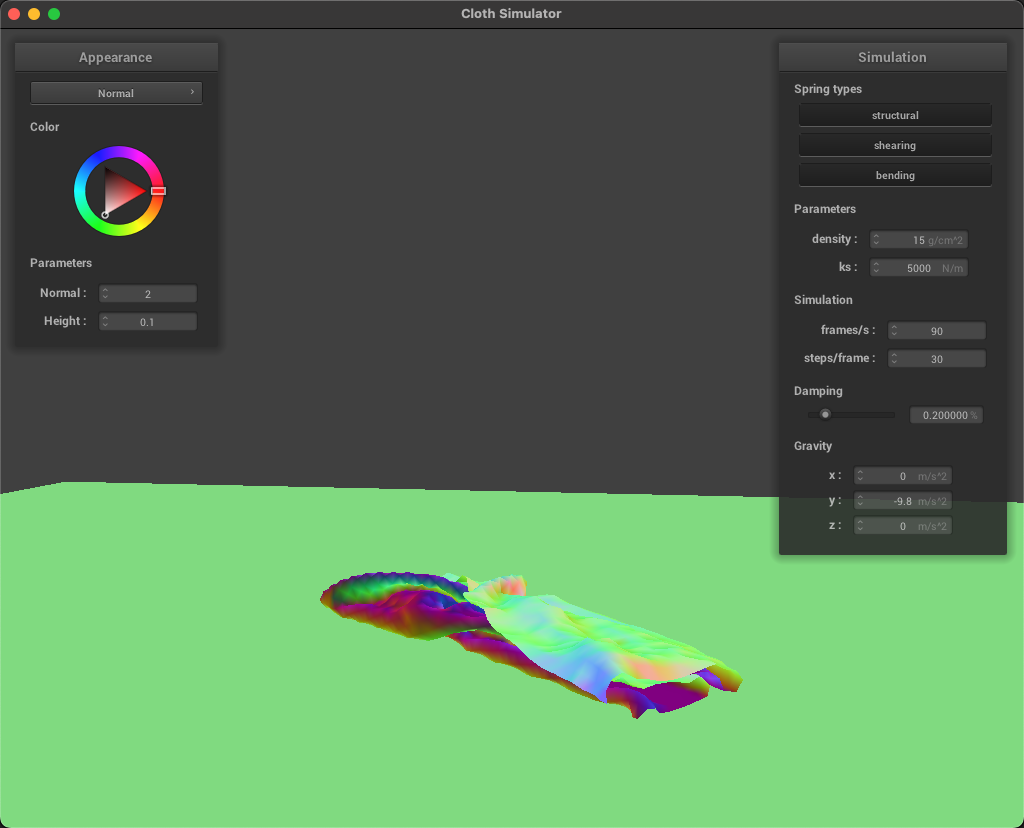 Cloth Simulator
Appearance
Normal
Color
Parameters
Normal : 2
Height : 0.1
Simulation
Spring types
structural
shearing
bending
Parameters
density : 15 g/cm^2
ks : 5000 N/m
Simulation
frames/s : 90
steps/frame : 30
Damping
0.200000 %
Gravity
x : 0 m/s^2
y : -9.8 m/s^2
z : 0 m/s^2